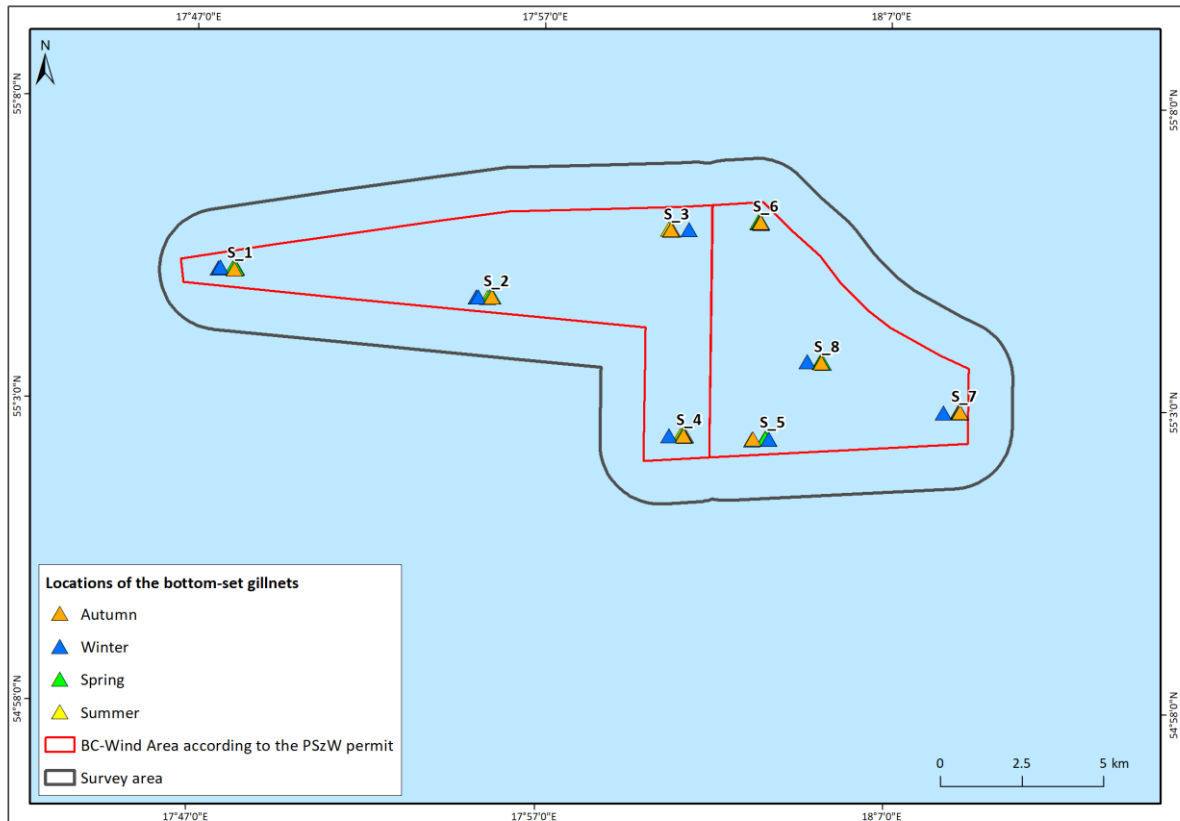 17°47'0"E 17°57'0"E 18°7'0"E
N
55°8'0"N 55°8'0"N
S_6
S_3
S_1
S_2
S_8
55°3'0"N 55°3'0"N
S_7
S_4
S_5
Locations of the bottom-set gillnets
Autumn
Winter
Spring
Summer
BC-Wind Area according to the PSzW permit
Survey area
54°58'0"N 54°58'0"N
0 2.5 5 km
17°47'0"E 17°57'0"E 18°7'0"E